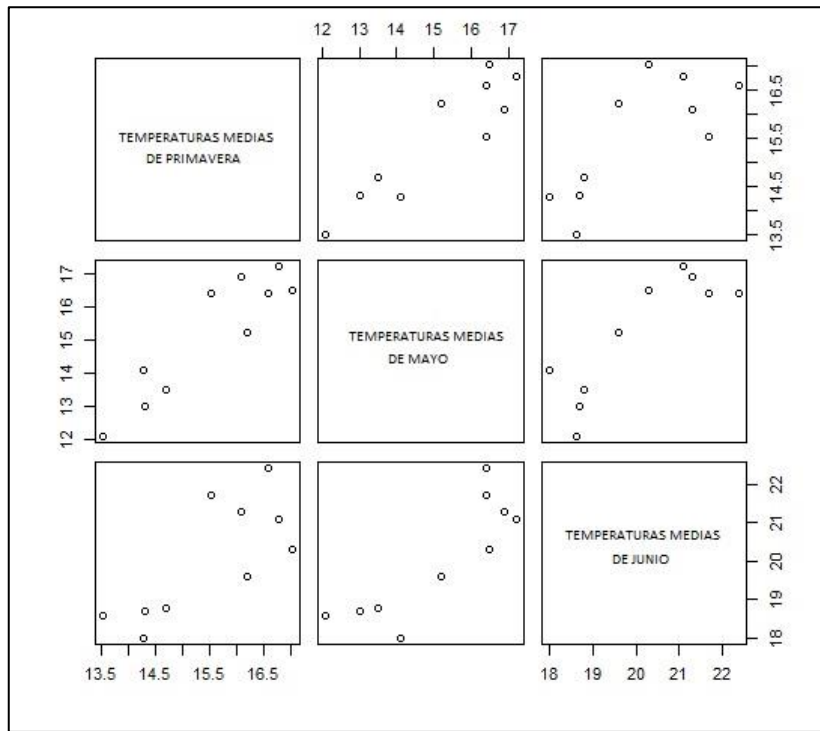 12 13 14 15 16 17
TEMPERATURAS MEDIAS
DE PRIMAVERA
16.5
15.5
14.5
13.5
17
16
15
14
13
12
TEMPERATURAS MEDIAS
DE MAYO
TEMPERATURAS MEDIAS
DE JUNIO
22
21
20
19
18
13.5 14.5 15.5 16.5
18 19 20 21 22